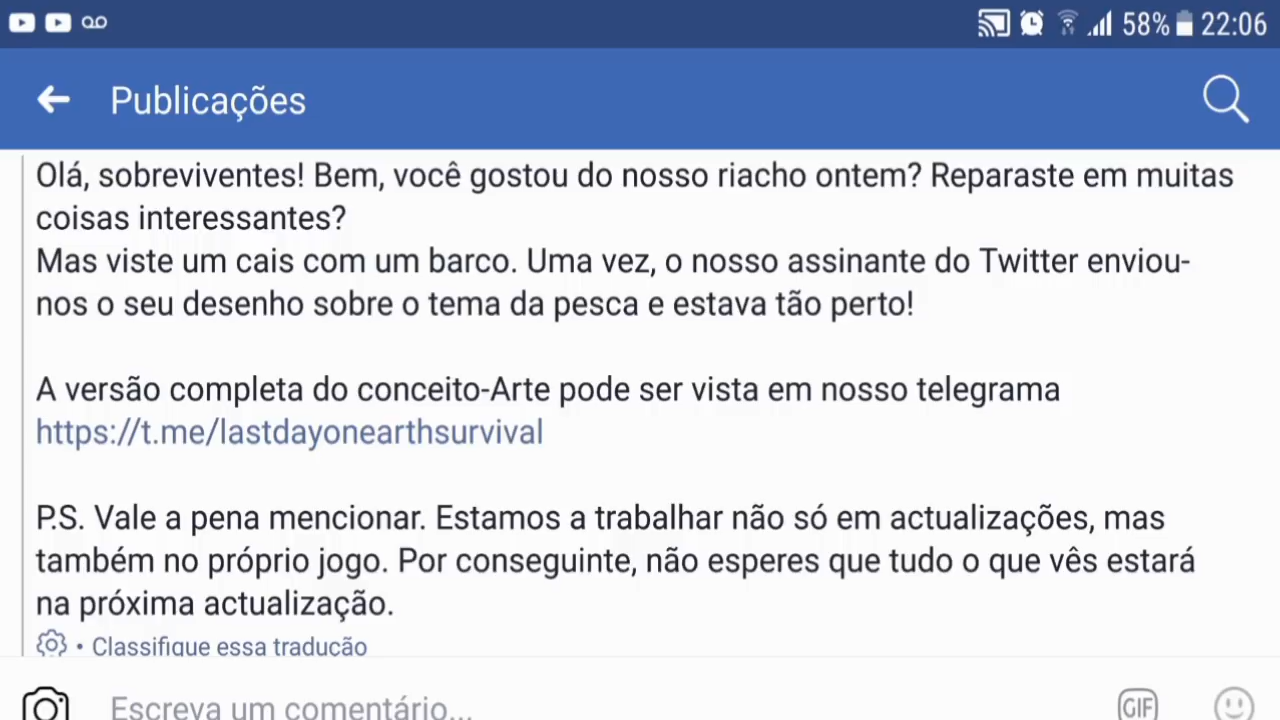 58% 22:06
Publicações
Olá, sobreviventes! Bem, você gostou do nosso riacho ontem? Reparaste em muitas
coisas interessantes?
Mas viste um cais com um barco. Uma vez, o nosso assinante do Twitter enviou-
nos o seu desenho sobre o tema da pesca e estava tão perto!
A versão completa do conceito-Arte pode ser vista em nosso telegrama
https://t.me/lastdayonearthsurvival
P.S. Vale a pena mencionar. Estamos a trabalhar não só em actualizações, mas
também no próprio jogo. Por conseguinte, não esperes que tudo o que vês estará
na próxima actualização.
• Classifique essa tradução
Escreva um comentário... GIF